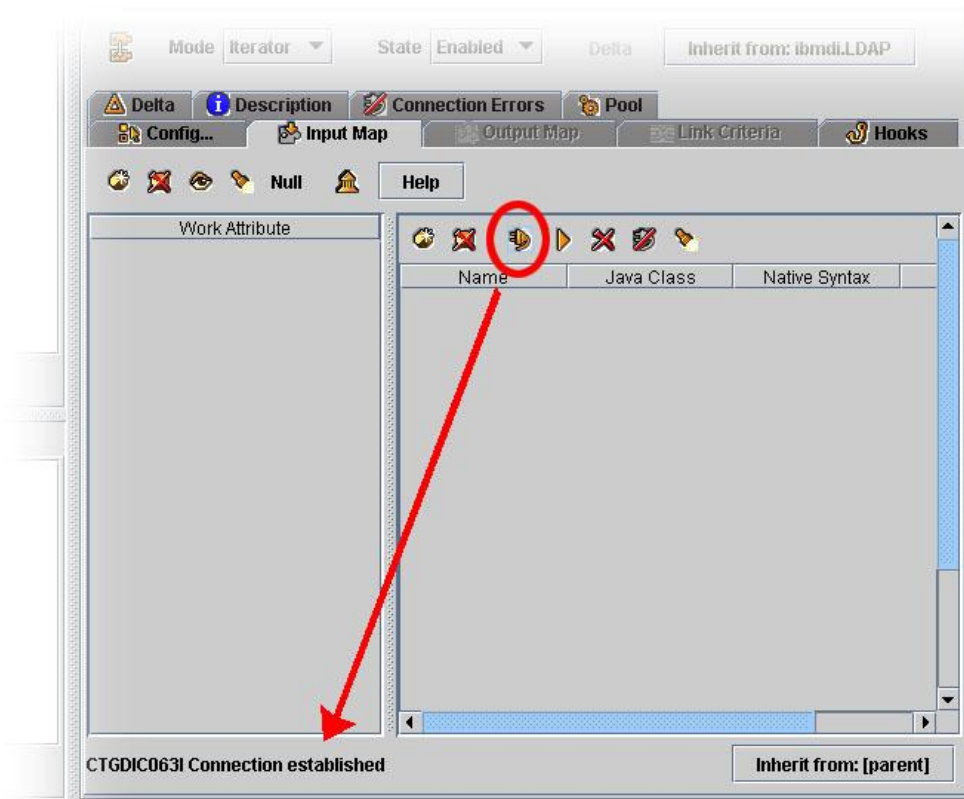 Mode Iterator State Enabled Delta Inherit from: ibmdi.LDAP
Delta Description Connection Errors Pool
Config... Input Map Output Map Link Criteria Hooks
Null Help
Work Attribute
Name Java Class Native Syntax
CTGDIC063I Connection established Inherit from: [parent]